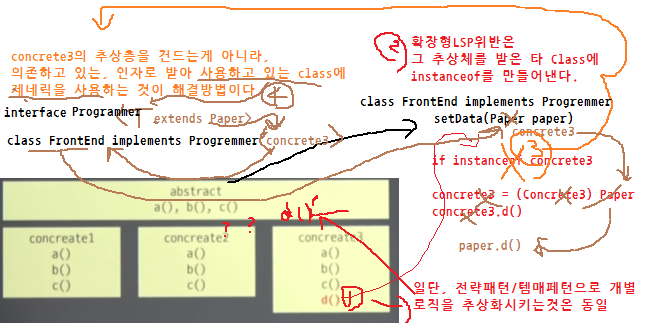 concrete3의 추상층을 건드는게 아니라,
의존하고 있는, 인자로 받아 사용하고 있는 class에
제네릭을 사용하는 것이 해결방법이다
4
interface Programmer
< extends Paper>
class FrontEnd implements Progremmer
<concrete3>
2
확장형LSP위반은
그 추상체를 받은 타 Class에
instanceof를 만들어낸다.
class FrontEnd implements Progremmer
setData(Paper paper)
concrete3
3
if instanceof concrete3
concrete3 = (Concrete3) Paper
concrete3.d()
paper.d()
abstract
a(), b(), c()
? ?
d()
concreate1
a()
b()
c()
concreate2
a()
b()
c()
concreate3
a()
b()
c()
d()
1
일단, 전략패턴/템매페턴으로 개별
로직을 추상화시키는것은 동일